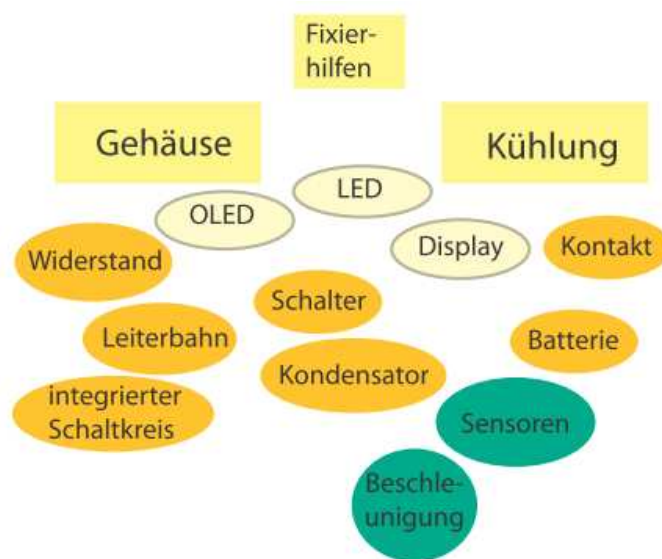 Fixier-
hilfen
Gehäuse
Kühlung
LED
OLED
Display
Kontakt
Widerstand
Schalter
Leiterbahn
Batterie
Kondensator
integrierter
Schaltkreis
Sensoren
Beschle-
unigung